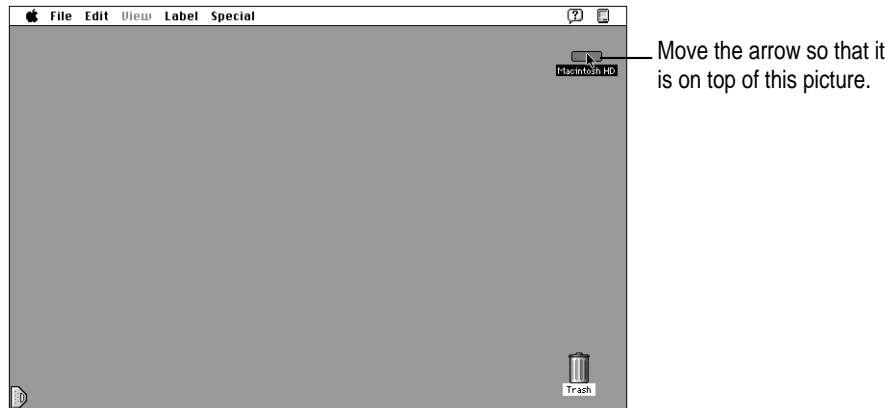 File Edit View Label Special
Macintosh HD
Move the arrow so that it
is on top of this picture.
Trash